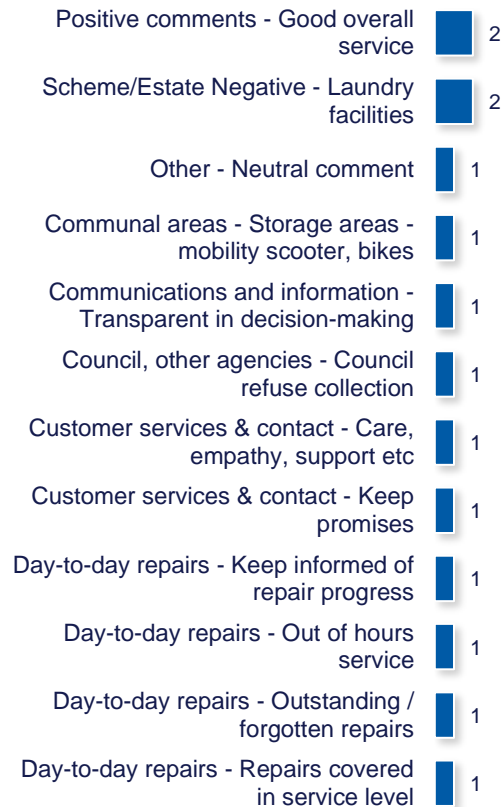 Positive comments - Good overall
service
2
Scheme/Estate Negative - Laundry
facilities
2
Other - Neutral comment
1
Communal areas - Storage areas -
mobility scooter, bikes
1
Communications and information -
Transparent in decision-making
1
Council, other agencies - Council
refuse collection
1
Customer services & contact - Care,
empathy, support etc
1
Customer services & contact - Keep
promises
1
Day-to-day repairs - Keep informed of
repair progress
1
Day-to-day repairs - Out of hours
service
1
Day-to-day repairs - Outstanding /
forgotten repairs
1
Day-to-day repairs - Repairs covered
in service level
1